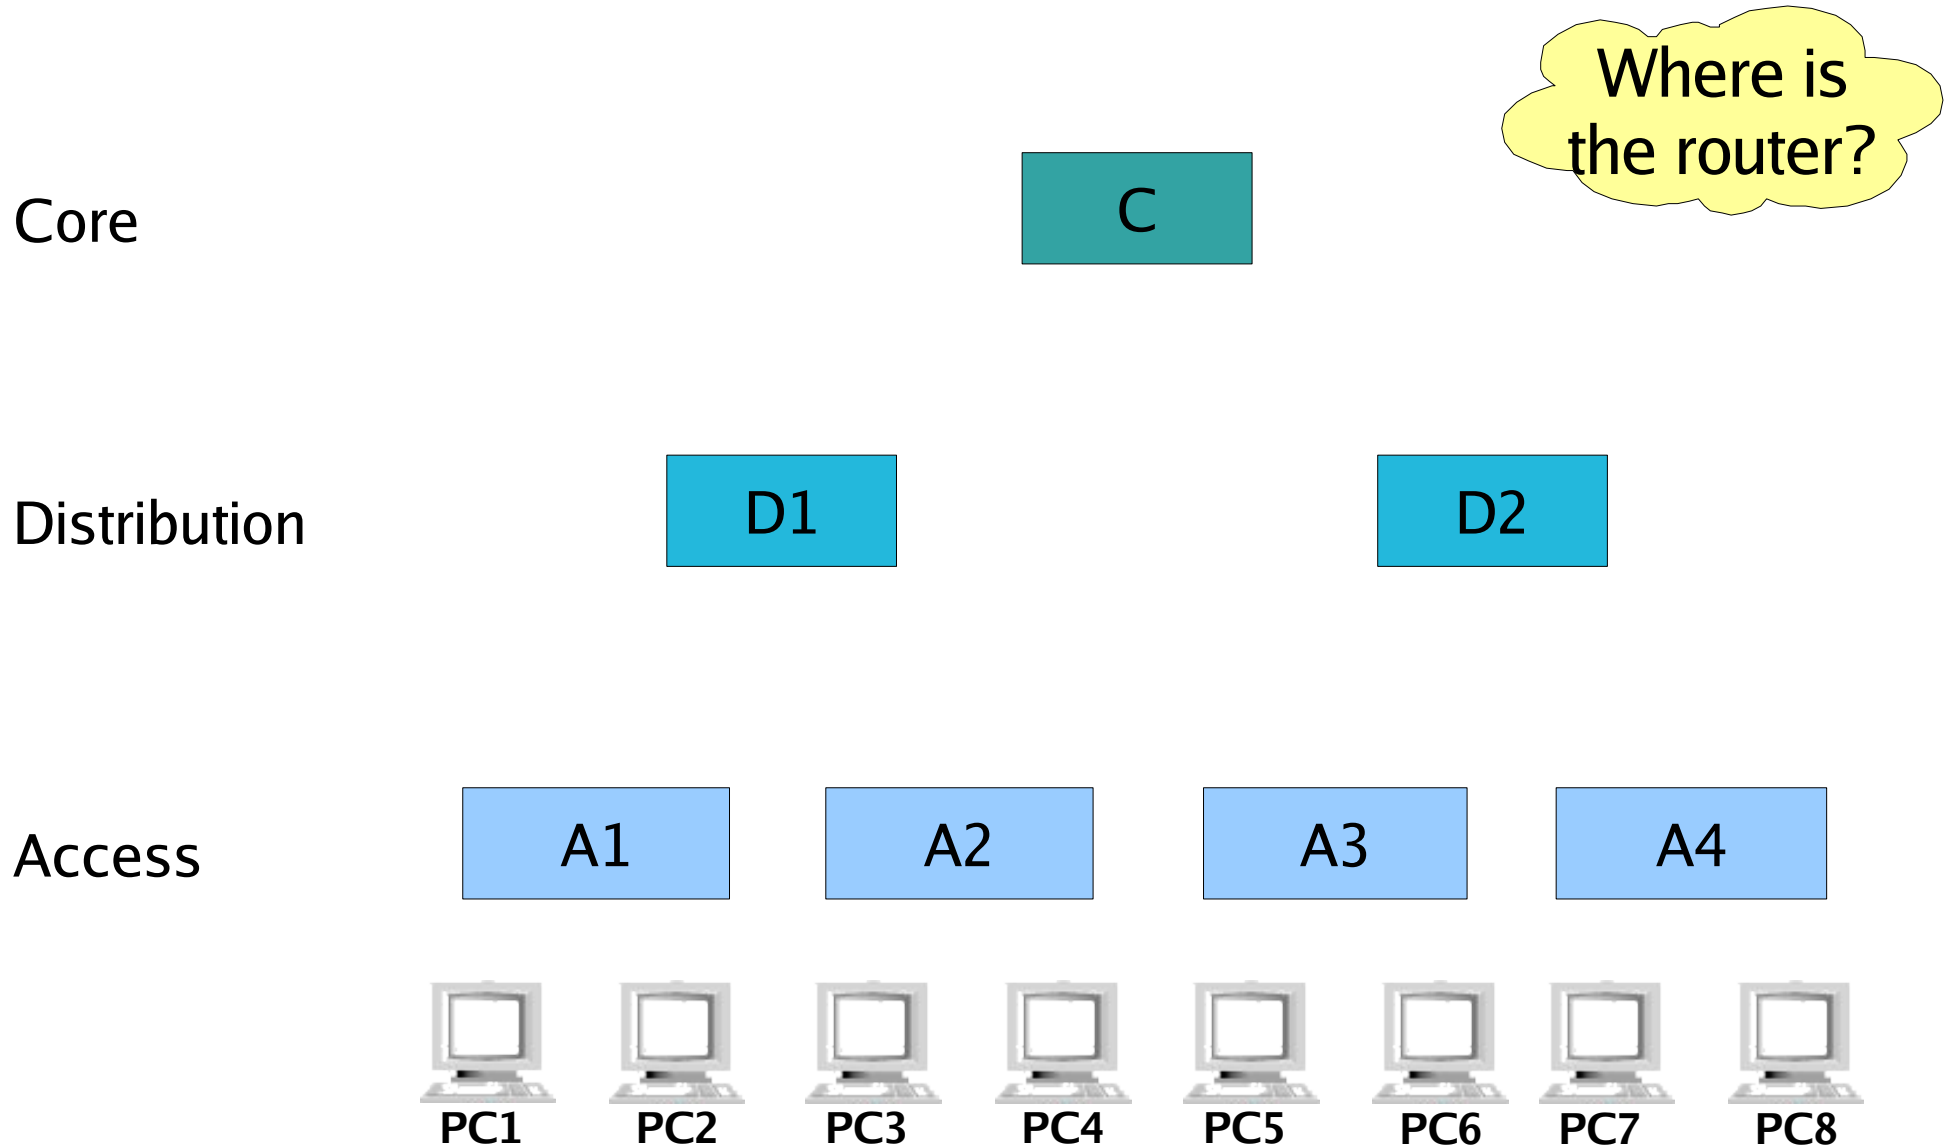 Where is
the router?
Core
C
Distribution
D1 D2
Access
A1 A2 A3 A4
PC1 PC2 PC3 PC4 PC5 PC6 PC7 PC8